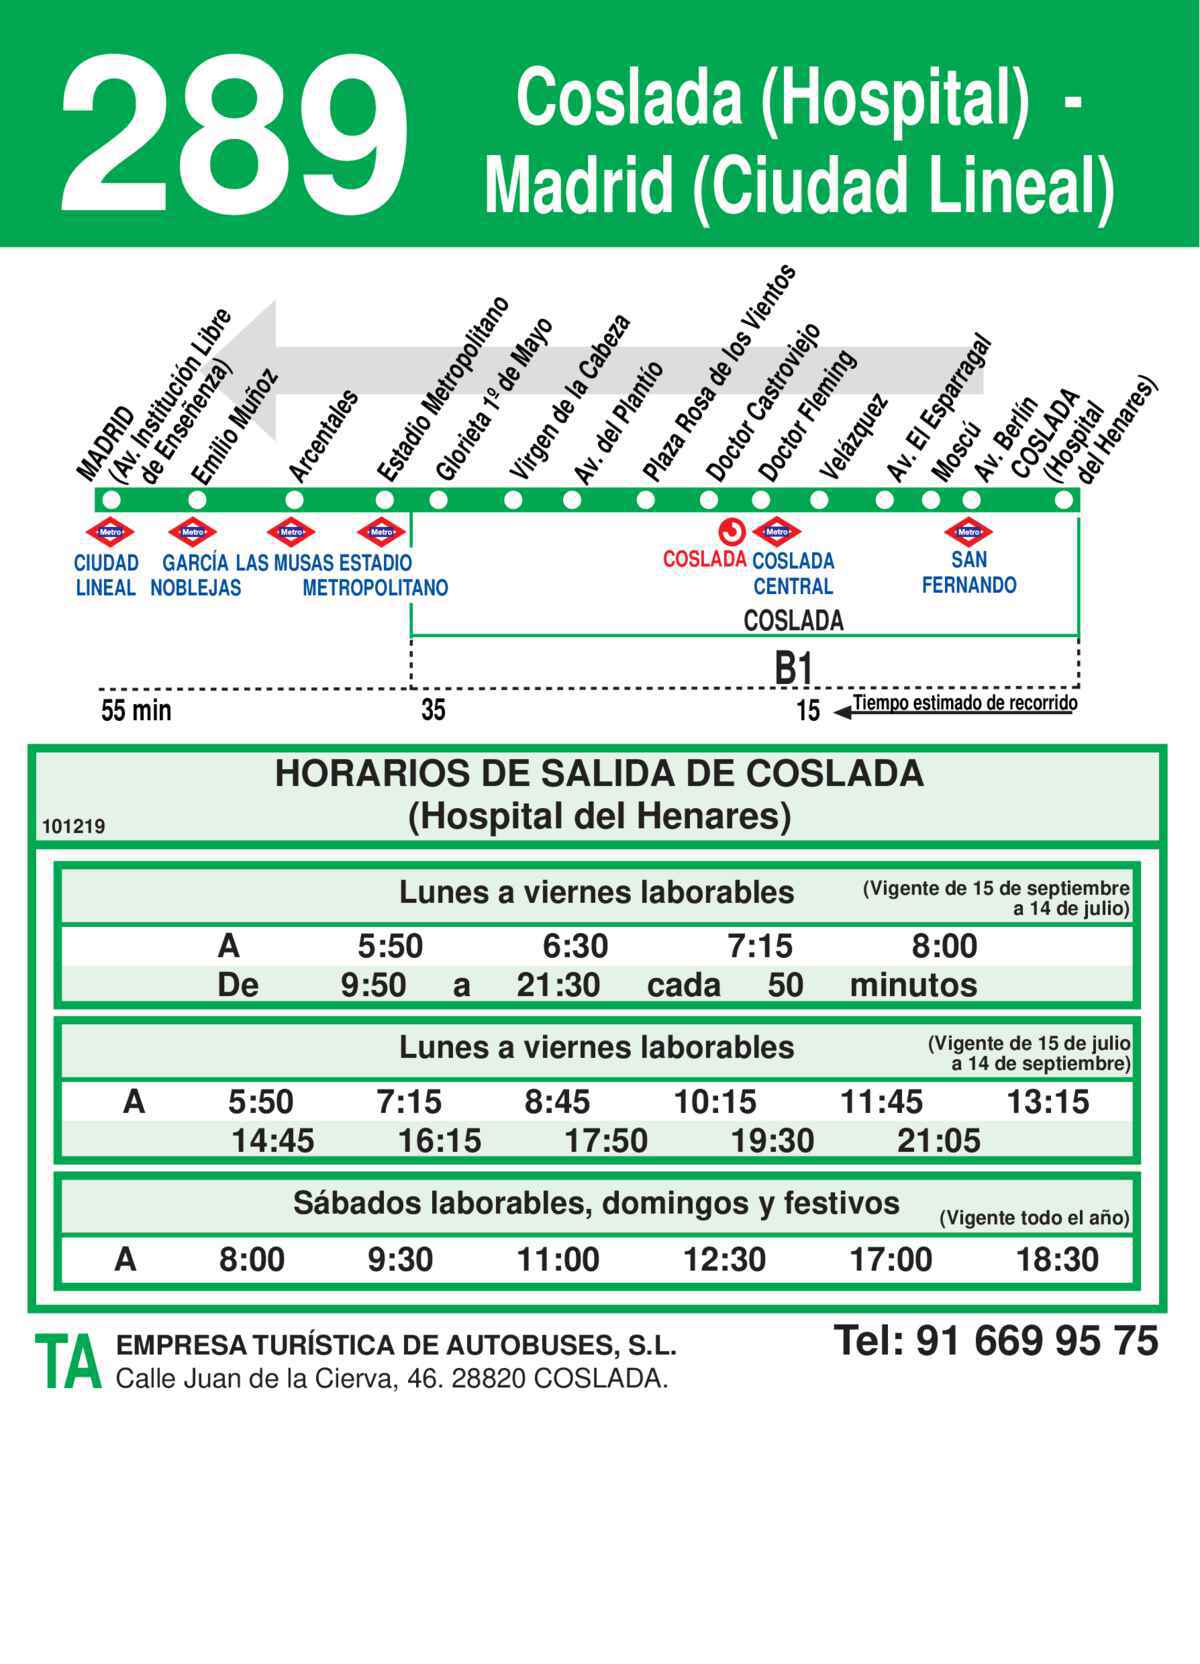 289
Coslada (Hospital) -
Madrid (Ciudad Lineal)
MADRID
(Av. Institución Libre
de Enseñenza)
Emilio Muñoz
Arcentales
Estadio Metropolitano
Glorieta 1º de Mayo
Virgen de la Cabeza
Av. del Plantío
Plaza Rosa de los Vientos
Doctor Castroviejo
Doctor Fleming
Velázquez
Av. El Esparragal
Moscú
Av. Berlín
COSLADA
(Hospital
del Henares)
Metro
Metro
Metro
Metro
Metro
Metro
CIUDAD
LINEAL
GARCÍA
NOBLEJAS
LAS MUSAS
ESTADIO
METROPOLITANO
COSLADA
COSLADA
CENTRAL
SAN
FERNANDO
COSLADA
B1
55 min
35
15
Tiempo estimado de recorrido
HORARIOS DE SALIDA DE COSLADA
(Hospital del Henares)
101219
Lunes a viernes laborables
(Vigente de 15 de septiembre
a 14 de julio)
A 5:50 6:30 7:15 8:00
De 9:50 a 21:30 cada 50 minutos
Lunes a viernes laborables
(Vigente de 15 de julio
a 14 de septiembre)
A 5:50 7:15 8:45 10:15 11:45 13:15
14:45 16:15 17:50 19:30 21:05
Sábados laborables, domingos y festivos
(Vigente todo el año)
A 8:00 9:30 11:00 12:30 17:00 18:30
TA
EMPRESA TURÍSTICA DE AUTOBUSES, S.L.
Calle Juan de la Cierva, 46. 28820 COSLADA.
Tel: 91 669 95 75